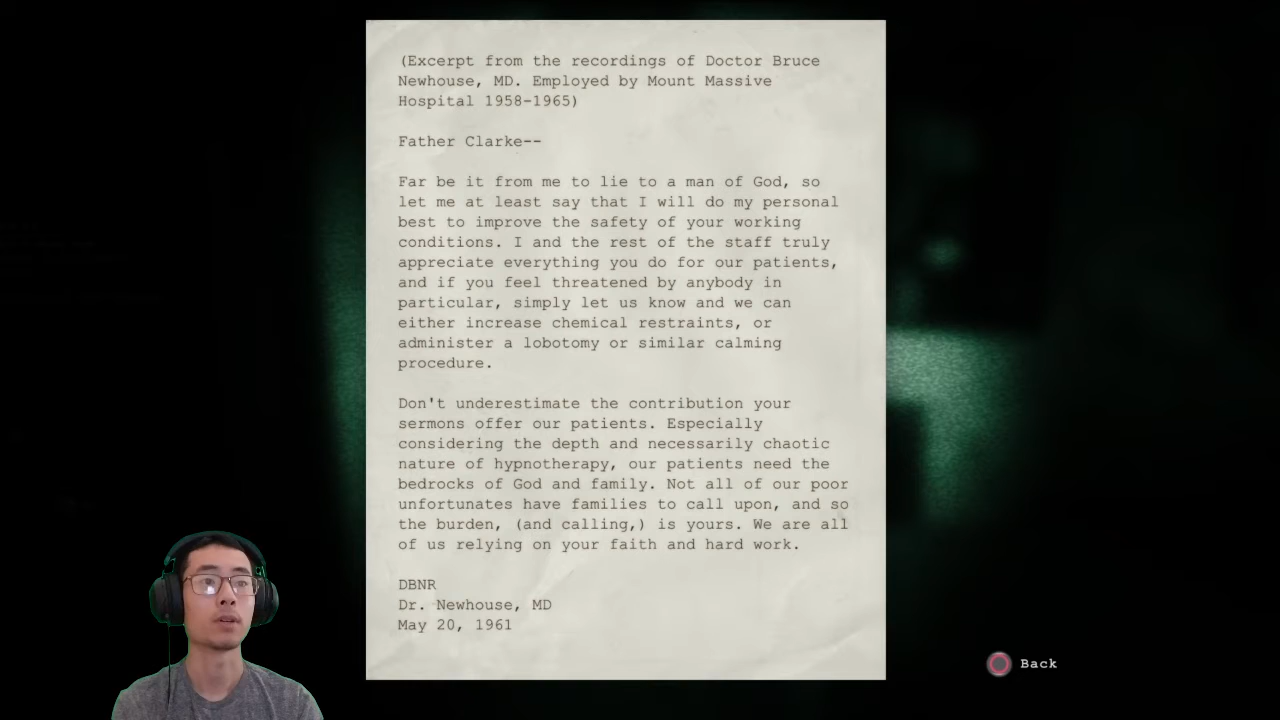 (Excerpt from the recordings of Doctor Bruce
Newhouse, MD. Employed by Mount Massive
Hospital 1958-1965)
Father Clarke--
Far be it from me to lie to a man of God, so
let me at least say that I will do my personal
best to improve the safety of your working
conditions. I and the rest of the staff truly
appreciate everything you do for our patients,
and if you feel threatened by anybody in
particular, simply let us know and we can
either increase chemical restraints, or
administer a lobotomy or similar calming
procedure.
Don't underestimate the contribution your
sermons offer our patients. Especially
considering the depth and necessarily chaotic
nature of hypnotherapy, our patients need the
bedrocks of God and family. Not all of our poor
unfortunates have families to call upon, and so
the burden, (and calling,) is yours. We are all
of us relying on your faith and hard work.
DBNR
Dr. Newhouse, MD
May 20, 1961
Back